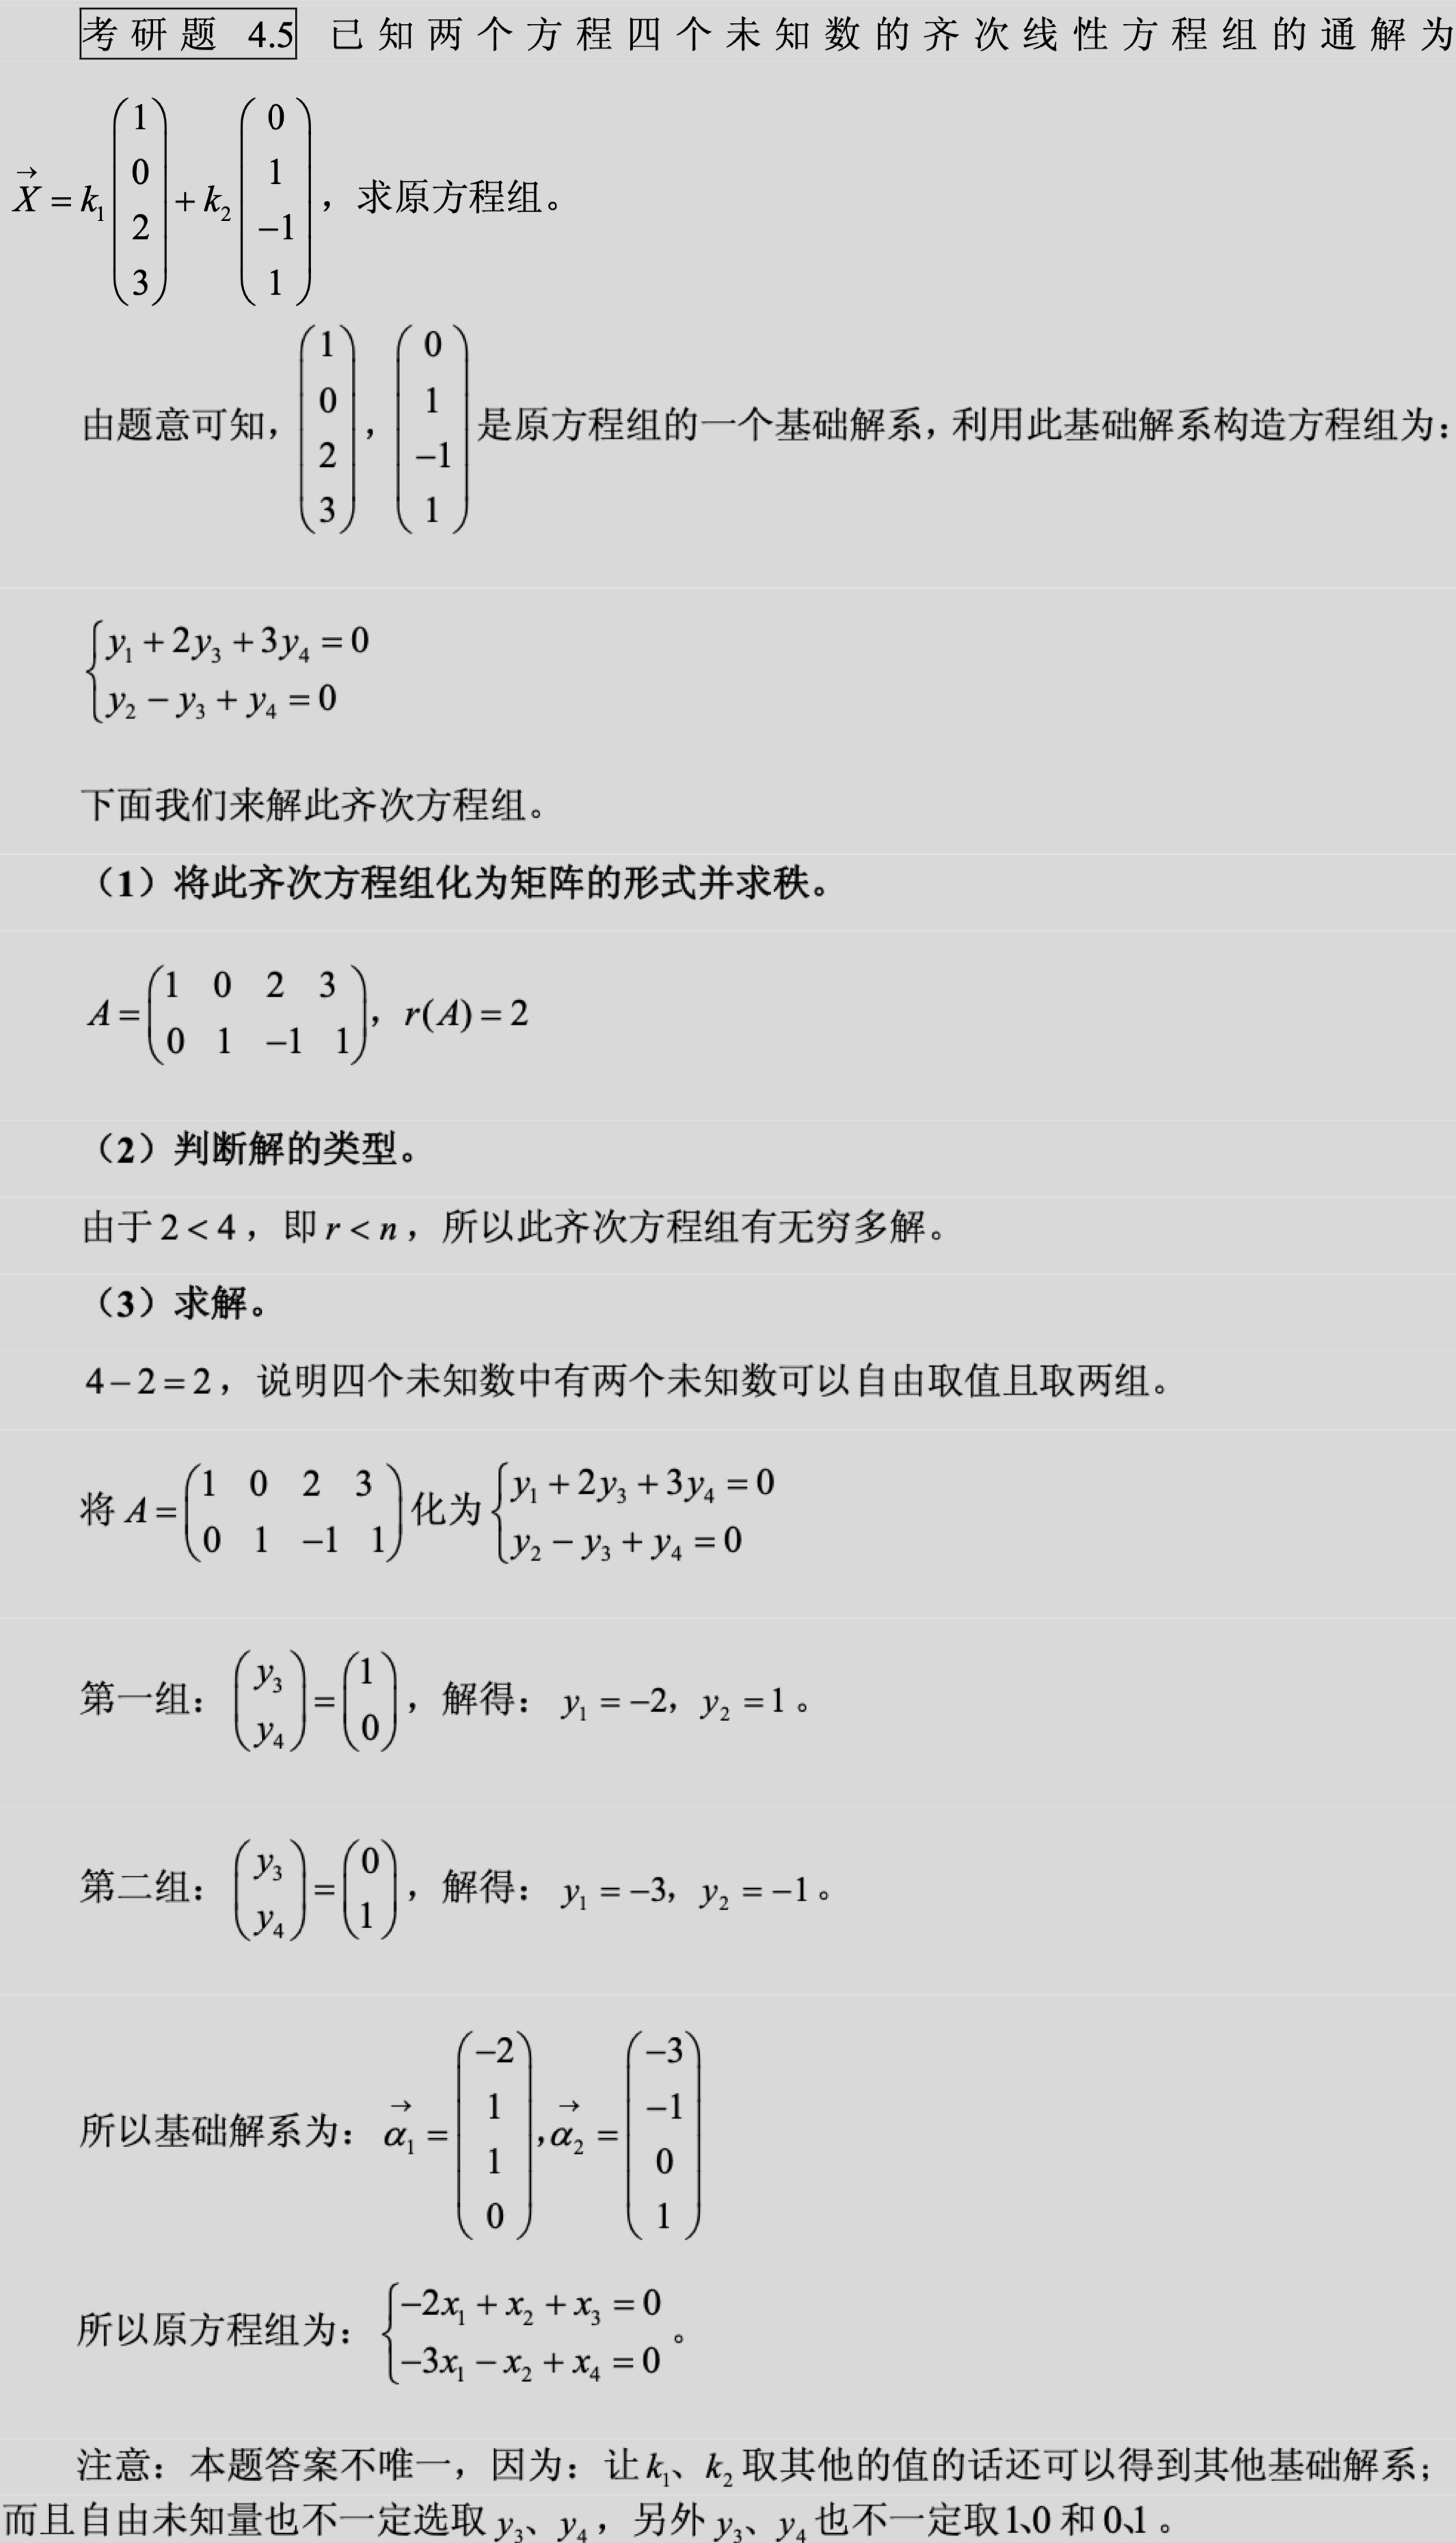 考研题 4.5 已知两个方程四个未知数的齐次线性方程组的通解为
$\vec{X} = k_1 \begin{pmatrix} 1 \\ 0 \\ 2 \\ 3 \end{pmatrix} + k_2 \begin{pmatrix} 0 \\ 1 \\ -1 \\ 1 \end{pmatrix}$，求原方程组。
由题意可知，$\begin{pmatrix} 1 \\ 0 \\ 2 \\ 3 \end{pmatrix}$，$\begin{pmatrix} 0 \\ 1 \\ -1 \\ 1 \end{pmatrix}$是原方程组的一个基础解系，利用此基础解系构造方程组为：
$\begin{cases} y_1 + 2y_3 + 3y_4 = 0 \\ y_2 - y_3 + y_4 = 0 \end{cases}$
下面我们来解此齐次方程组。
（1）将此齐次方程组化为矩阵的形式并求秩。
$A = \begin{pmatrix} 1 & 0 & 2 & 3 \\ 0 & 1 & -1 & 1 \end{pmatrix}$，$r(A) = 2$
（2）判断解的类型。
由于 $2 < 4$，即 $r < n$，所以此齐次方程组有无穷多解。
（3）求解。
$4 - 2 = 2$，说明四个未知数中有两个未知数可以自由取值且取两组。
将 $A = \begin{pmatrix} 1 & 0 & 2 & 3 \\ 0 & 1 & -1 & 1 \end{pmatrix}$ 化为 $\begin{cases} y_1 + 2y_3 + 3y_4 = 0 \\ y_2 - y_3 + y_4 = 0 \end{cases}$
第一组：$\begin{pmatrix} y_3 \\ y_4 \end{pmatrix} = \begin{pmatrix} 1 \\ 0 \end{pmatrix}$，解得：$y_1 = -2$，$y_2 = 1$。
第二组：$\begin{pmatrix} y_3 \\ y_4 \end{pmatrix} = \begin{pmatrix} 0 \\ 1 \end{pmatrix}$，解得：$y_1 = -3$，$y_2 = -1$。
所以基础解系为：$\vec{\alpha_1} = \begin{pmatrix} -2 \\ 1 \\ 1 \\ 0 \end{pmatrix}, \vec{\alpha_2} = \begin{pmatrix} -3 \\ -1 \\ 0 \\ 1 \end{pmatrix}$
所以原方程组为：$\begin{cases} -2x_1 + x_2 + x_3 = 0 \\ -3x_1 - x_2 + x_4 = 0 \end{cases}$。
注意：本题答案不唯一，因为：让 $k_1$、$k_2$ 取其他的值的话还可以得到其他基础解系；
而且自由未知量也不一定选取 $y_3$、$y_4$，另外 $y_3$、$y_4$ 也不一定取 1、0 和 0、1。